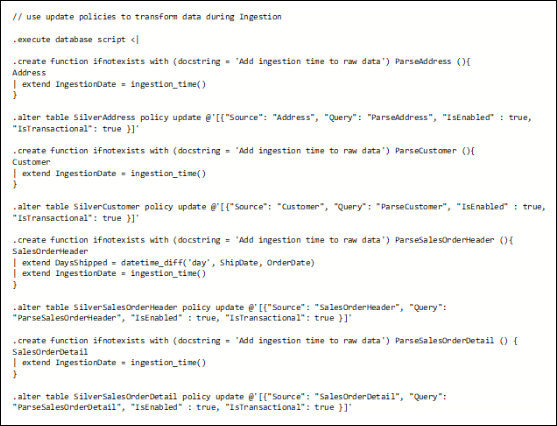 // use update policies to transform data during Ingestion
.execute database script <|
.create function ifnotexists with (docstring = 'Add ingestion time to raw data') ParseAddress (){
Address
| extend IngestionDate = ingestion_time()
}
.alter table SilverAddress policy update @'[{"Source": "Address", "Query": "ParseAddress", "IsEnabled" : true,
"IsTransactional": true }]'
.create function ifnotexists with (docstring = 'Add ingestion time to raw data') ParseCustomer (){
Customer
| extend IngestionDate = ingestion_time()
}
.alter table SilverCustomer policy update @'[{"Source": "Customer", "Query": "ParseCustomer", "IsEnabled" : true,
"IsTransactional": true }]'
.create function ifnotexists with (docstring = 'Add ingestion time to raw data') ParseSalesOrderHeader (){
SalesOrderHeader
| extend DaysShipped = datetime_diff('day', ShipDate, OrderDate)
| extend IngestionDate = ingestion_time()
}
.alter table SilverSalesOrderHeader policy update @'[{"Source": "SalesOrderHeader", "Query":
"ParseSalesOrderHeader", "IsEnabled" : true, "IsTransactional": true }]'
.create function ifnotexists with (docstring = 'Add ingestion time to raw data') ParseSalesOrderDetail () {
SalesOrderDetail
| extend IngestionDate = ingestion_time()
}
.alter table SilverSalesOrderDetail policy update @'[{"Source": "SalesOrderDetail", "Query":
"ParseSalesOrderDetail", "IsEnabled" : true, "IsTransactional": true }]'